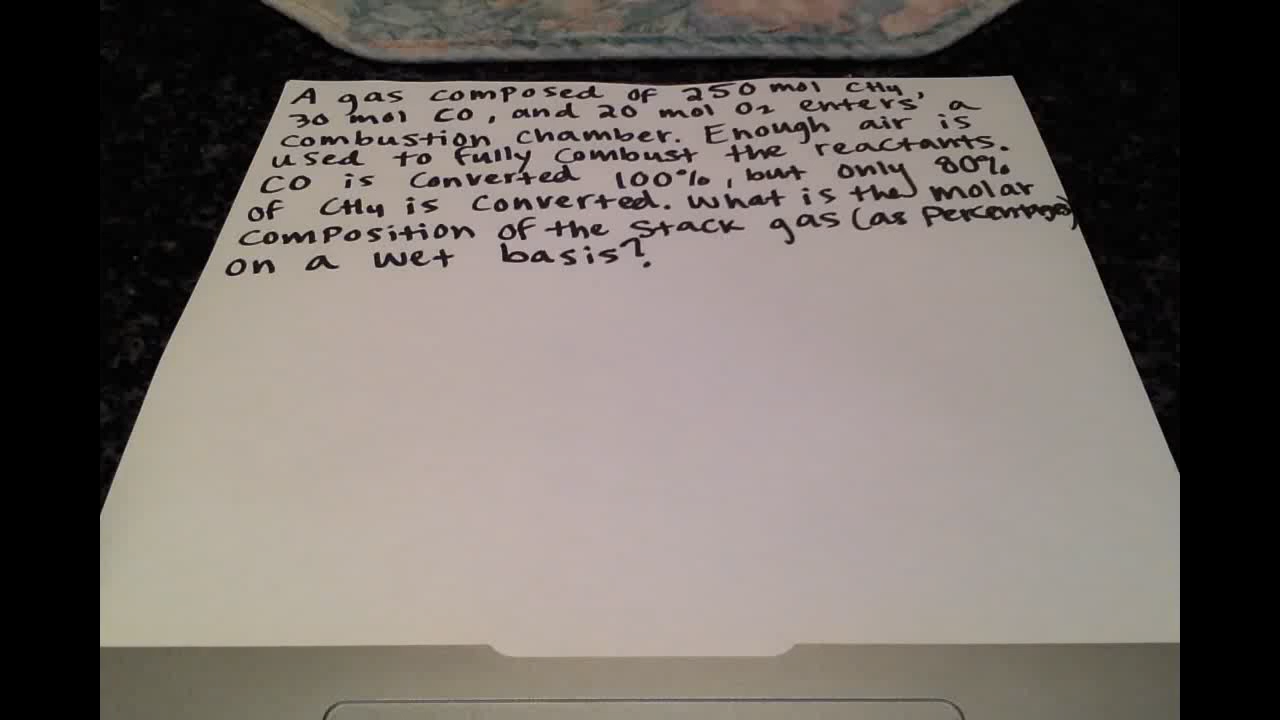 A gas composed of 250 mol CH4,
30 mol CO, and 20 mol O2 enters a
combustion chamber. Enough air is
used to fully combust the reactants.
CO is converted 100%, but only 80%
of CH4 is converted. What is the molar
composition of the stack gas (as percentage)
on a wet basis?